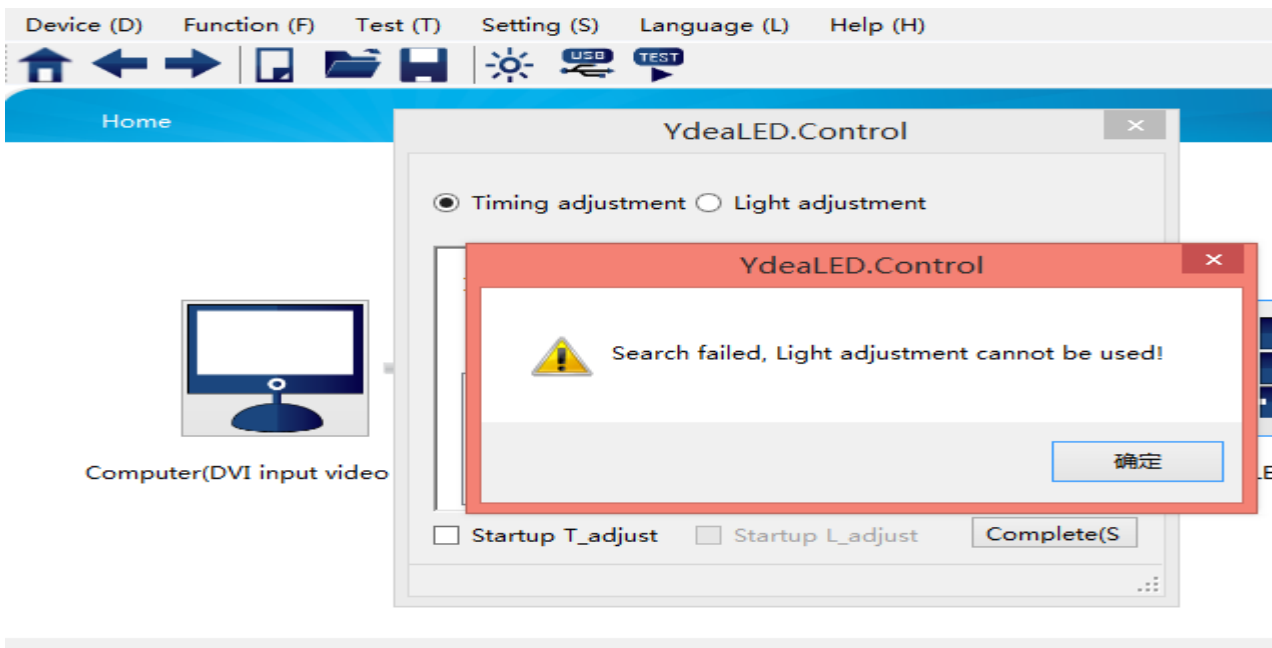 Device (D) Function (F) Test (T) Setting (S) Language (L) Help (H)
USB TEST
Home
YdeaLED.Control
Timing adjustment Light adjustment
YdeaLED.Control
Search failed, Light adjustment cannot be used!
确定
Computer(DVI input video
Startup T_adjust Startup L_adjust Complete(S